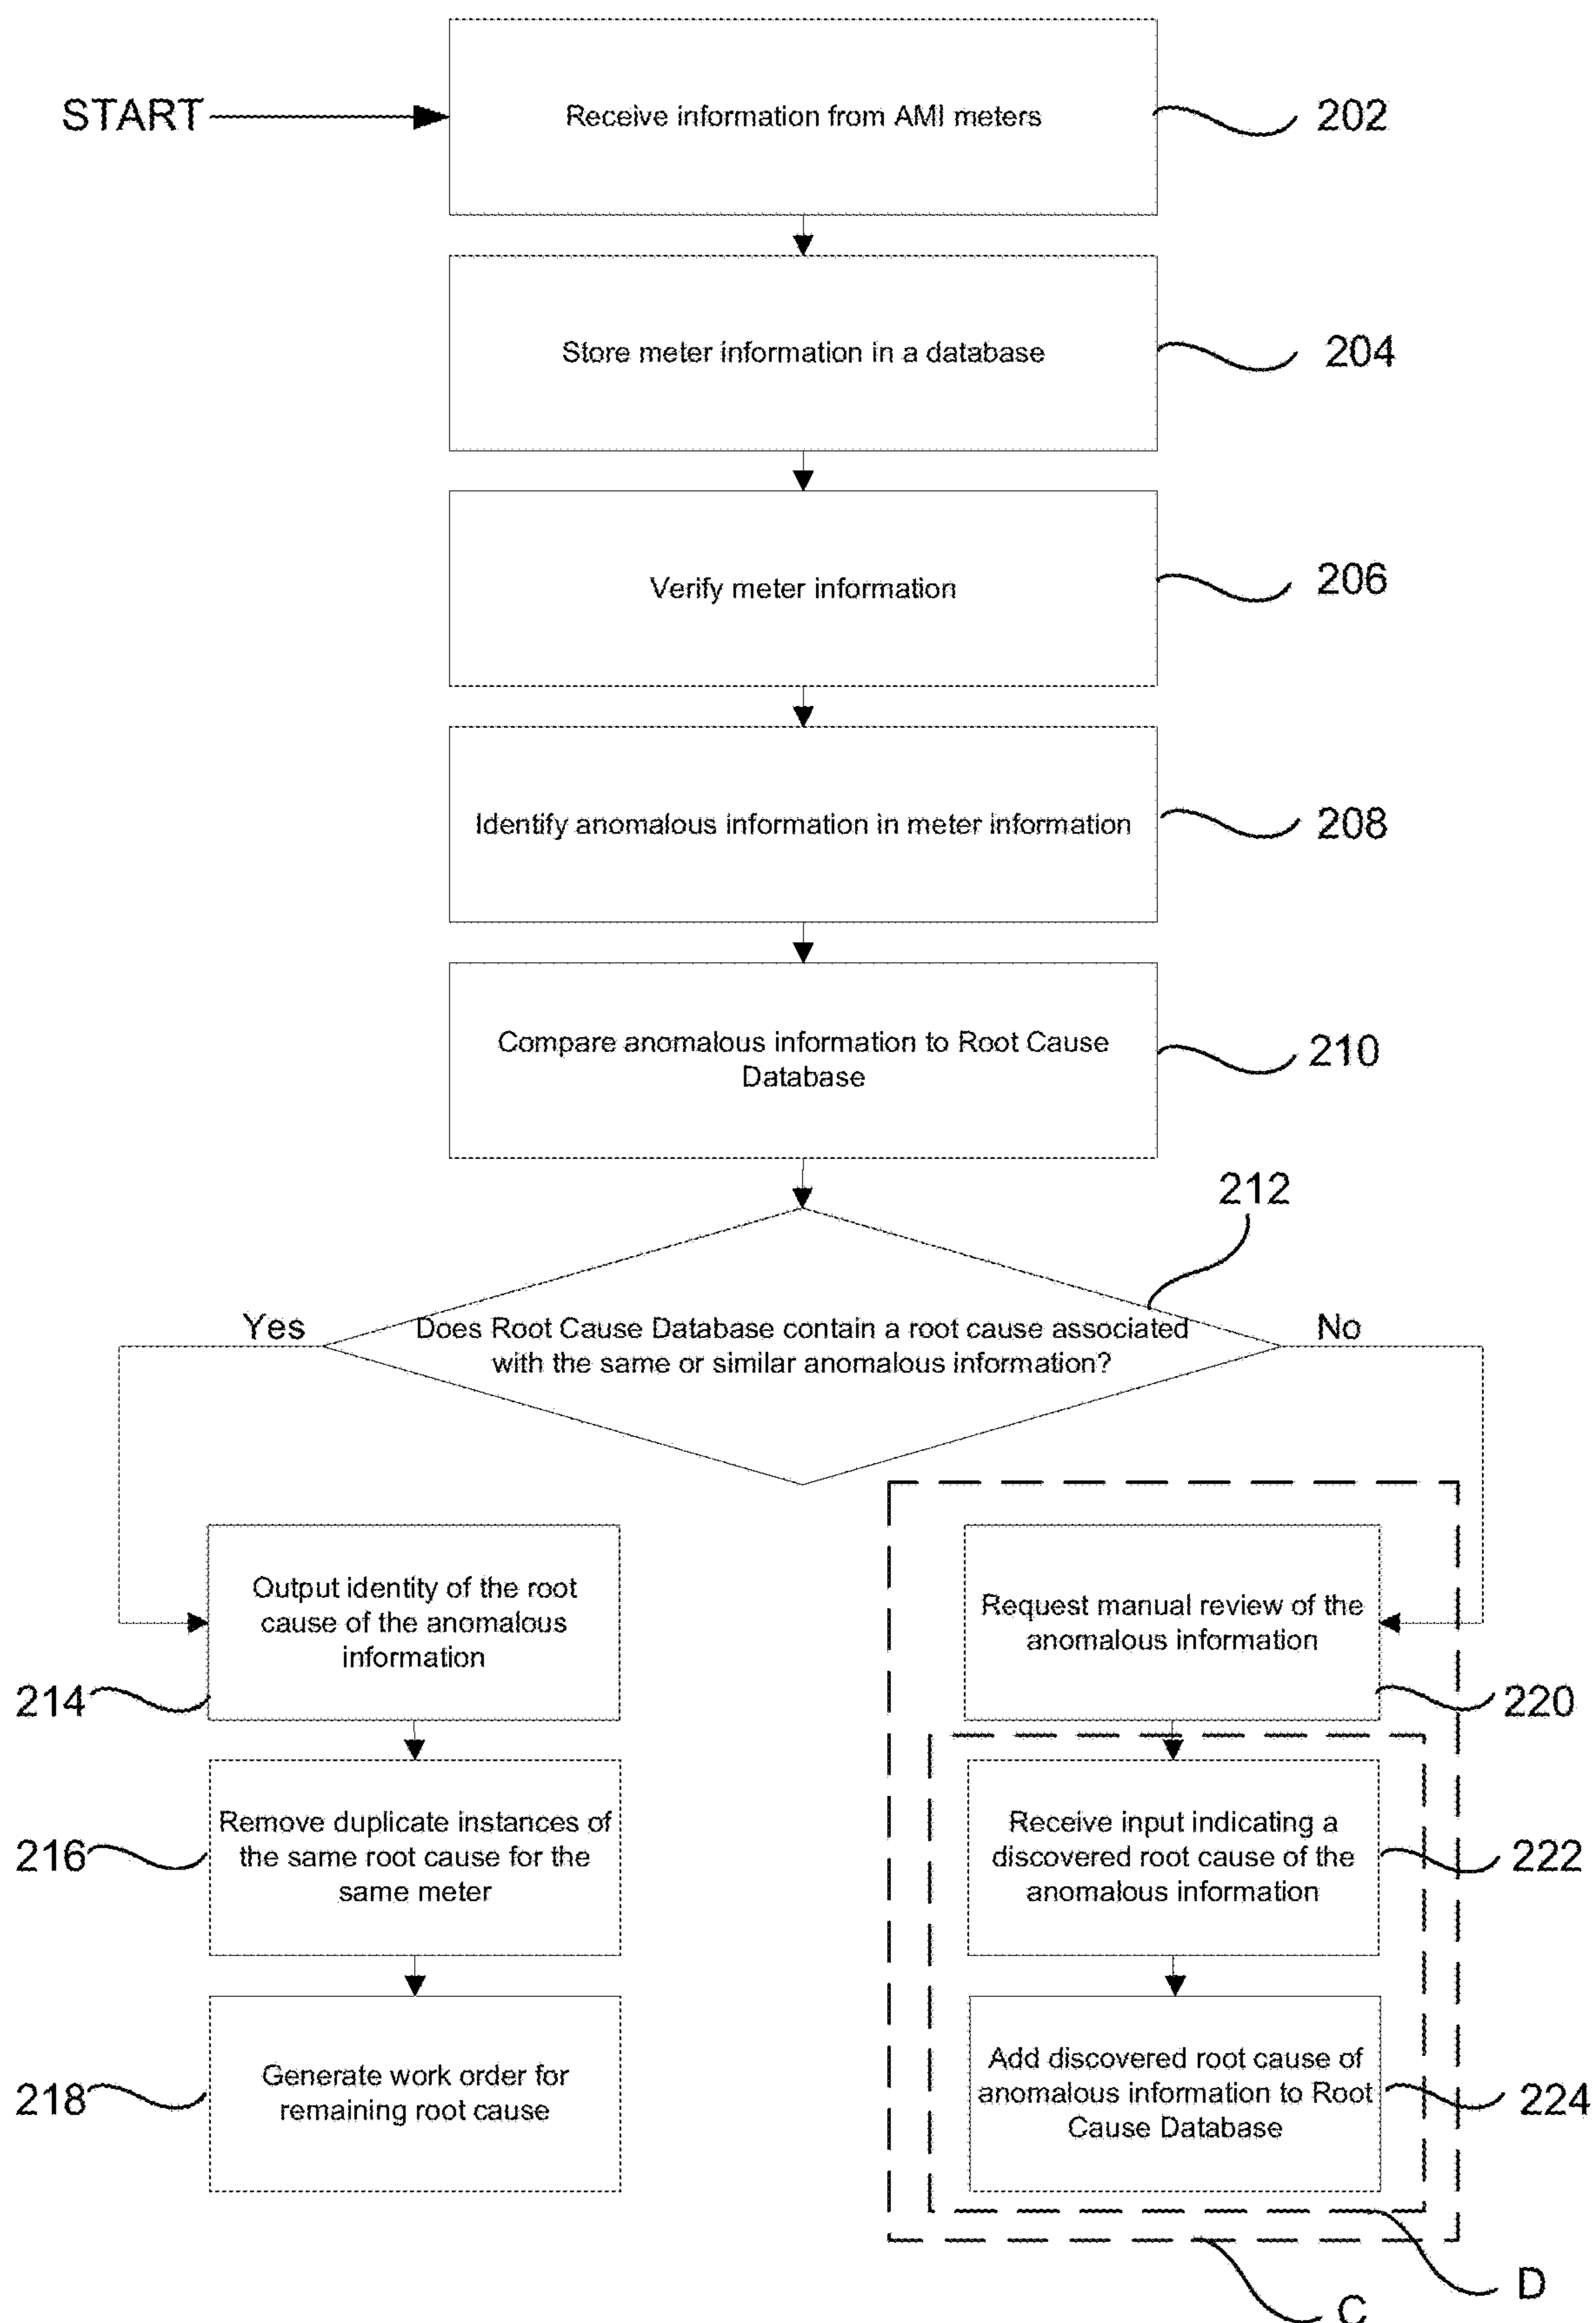 START
Receive information from AMI meters
202
Store meter information in a database
204
Verify meter information
206
Identify anomalous information in meter information
208
Compare anomalous information to Root Cause
Database
210
212
Yes
Does Root Cause Database contain a root cause associated
with the same or similar anomalous information?
No
Output identity of the root
cause of the anomalous
information
214
Remove duplicate instances of
the same root cause for the
same meter
216
Generate work order for
remaining root cause
218
Request manual review of the
anomalous information
220
Receive input indicating a
discovered root cause of the
anomalous information
222
Add discovered root cause of
anomalous information to Root
Cause Database
224
D
C